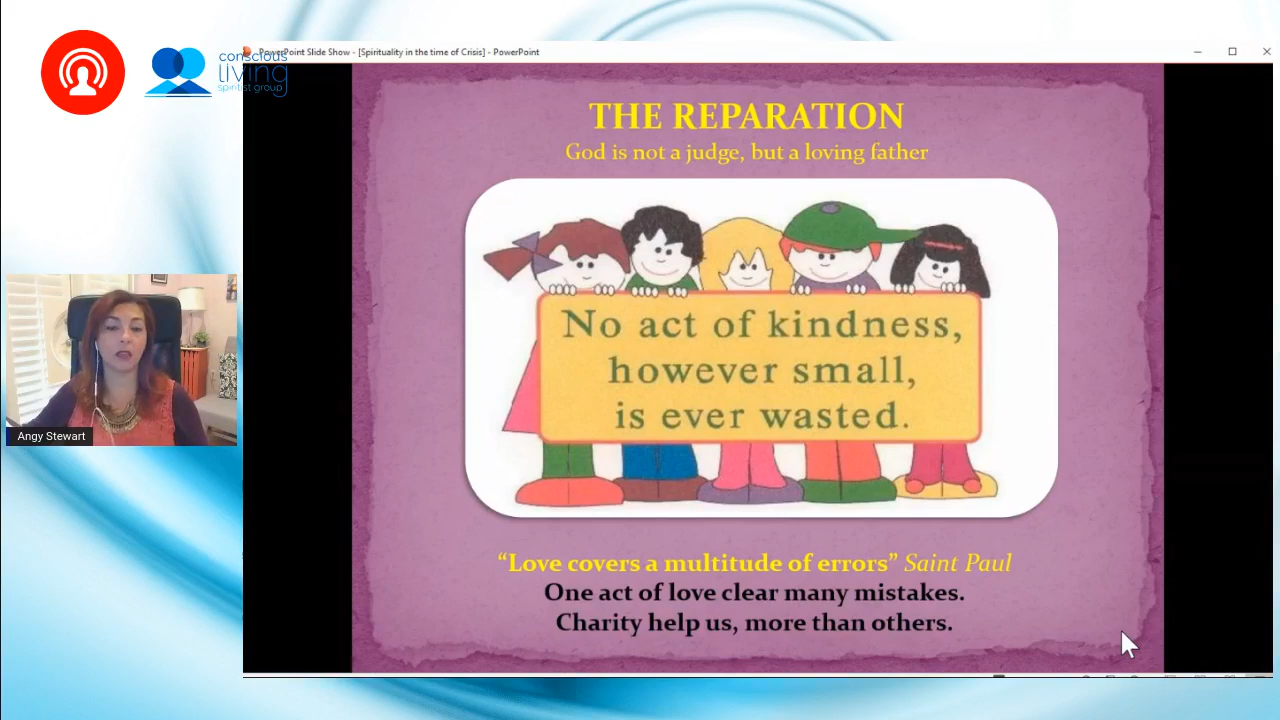 PowerPoint Slide Show - [Spirituality in the time of Crisis] - PowerPoint
conscious
living
spiritist group
THE REPARATION
God is not a judge, but a loving father
No act of kindness,
however small,
is ever wasted.
Angy Stewart
“Love covers a multitude of errors” Saint Paul
One act of love clear many mistakes.
Charity help us, more than others.